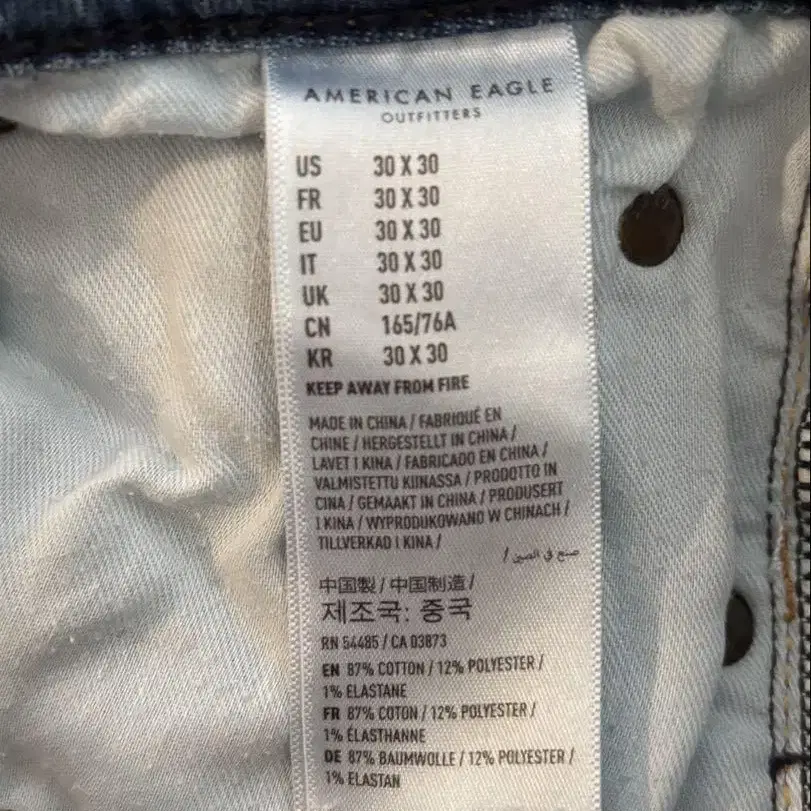 AMERICAN EAGLE
OUTFITTERS
US 30 X 30
FR 30 X 30
EU 30 X 30
IT 30 X 30
UK 30 X 30
CN 165/76A
KR 30 X 30
KEEP AWAY FROM FIRE
MADE IN CHINA / FABRIQUÉ EN
CHINE / HERGESTELLT IN CHINA /
LAVET I KINA / FABRICADO EN CHINA /
VALMISTETTU KIINASSA / PRODOTTO IN
CINA / GEMAAKT IN CHINA / PRODUSERT
I KINA / WYPRODUKOWANO W CHINACH /
TILLVERKAD I KINA /
صنع في الصين /
中国製 / 中国制造 /
제조국: 중국
RN 54485 / CA 03873
EN 87% COTTON / 12% POLYESTER /
1% ELASTANE
FR 87% COTON / 12% POLYESTER /
1% ÉLASTHANNE
DE 87% BAUMWOLLE / 12% POLYESTER /
1% ELASTAN